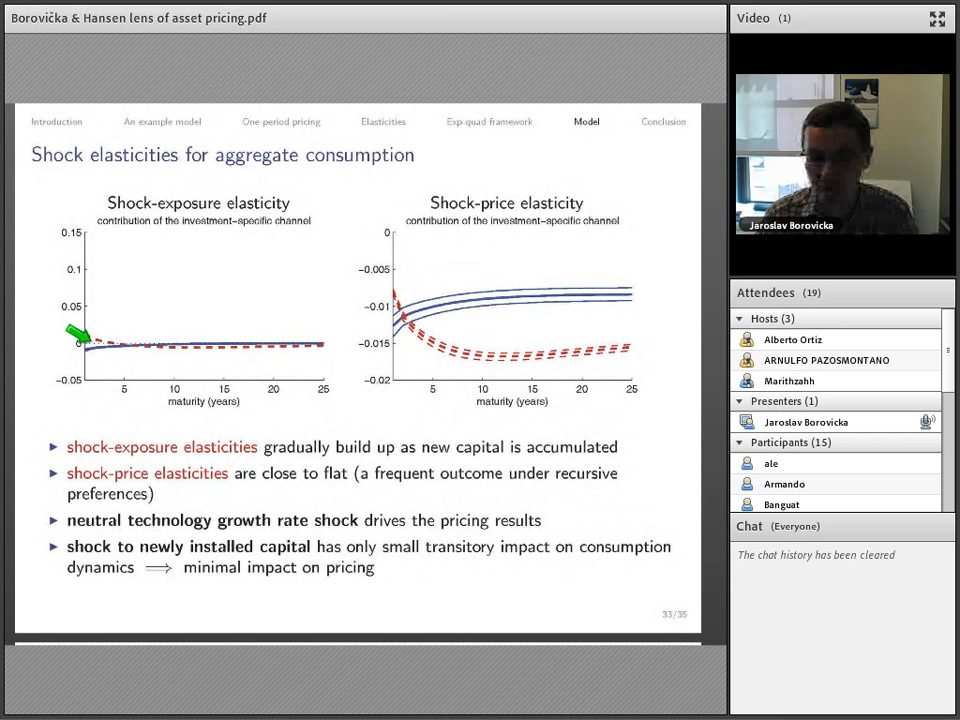 Borovička & Hansen lens of asset pricing.pdf
Introduction An example model One-period pricing Elasticities Exp-quad framework Model Conclusion
Shock elasticities for aggregate consumption
Shock-exposure elasticity
contribution of the investment-specific channel
0.15
0.1
0.05
0
-0.05
5 10 15 20 25
maturity (years)
Shock-price elasticity
contribution of the investment-specific channel
0
-0.005
-0.01
-0.015
-0.02
5 10 15 20 25
maturity (years)
shock-exposure elasticities gradually build up as new capital is accumulated
shock-price elasticities are close to flat (a frequent outcome under recursive
preferences)
neutral technology growth rate shock drives the pricing results
shock to newly installed capital has only small transitory impact on consumption
dynamics ⟹ minimal impact on pricing
33/35
Video (1)
Jaroslav Borovicka
Attendees (19)
Hosts (3)
Alberto Ortiz
ARNULFO PAZOSMONTANO
Marithzahh
Presenters (1)
Jaroslav Borovicka
Participants (15)
ale
Armando
Banguat
Chat (Everyone)
The chat history has been cleared